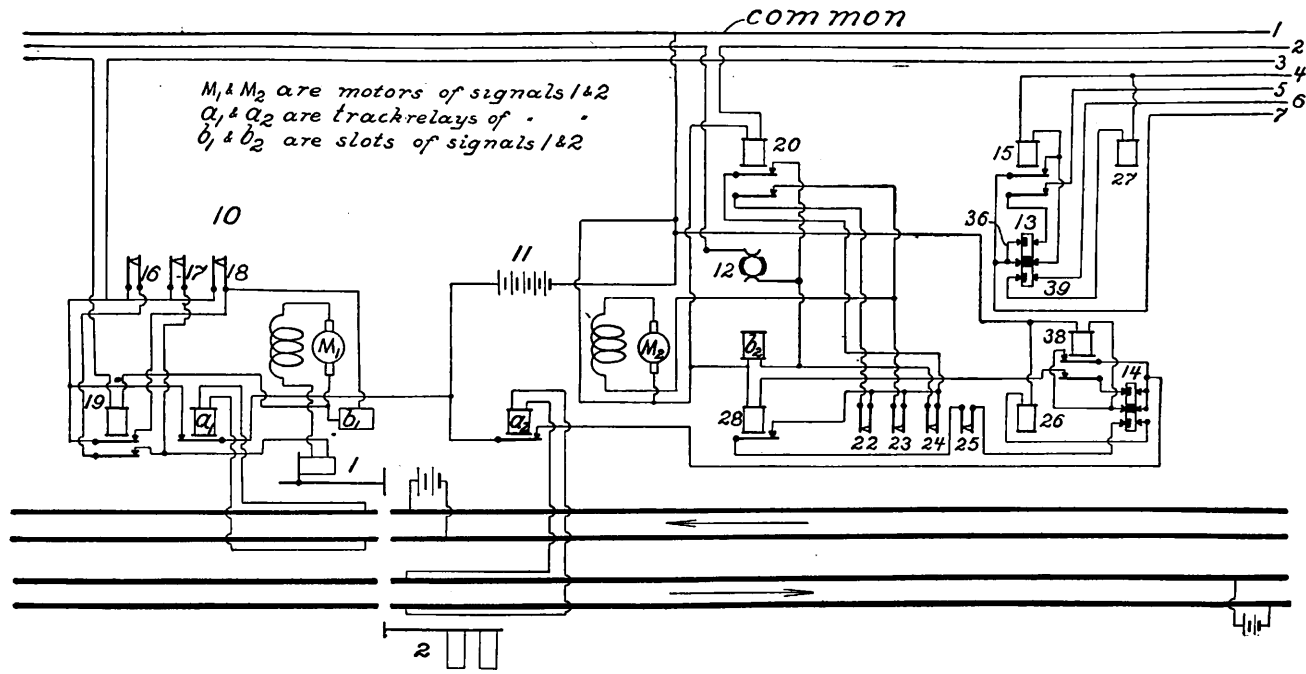 common
1
2
3
4
5
6
7
M1 & M2 are motors of signals 1 & 2
a1 & a2 are trackrelays of " "
b1 & b2 are slots of signals 1 & 2
10
20
15
27
36 13
16 17 18
11
12
39
M1
M2
b2
38
14
19
a1
b1
a2
28
26
22 23 24 25
1
2